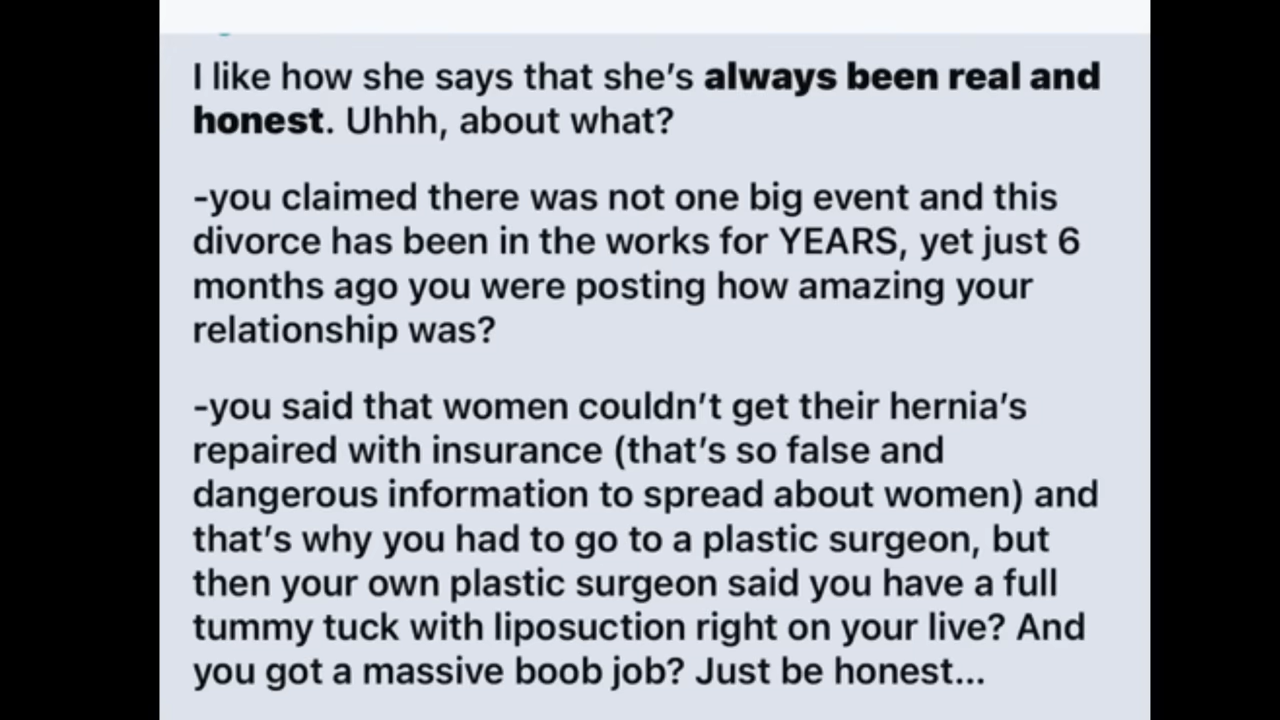 I like how she says that she's always been real and
honest. Uhhh, about what?
-you claimed there was not one big event and this
divorce has been in the works for YEARS, yet just 6
months ago you were posting how amazing your
relationship was?
-you said that women couldn't get their hernia's
repaired with insurance (that's so false and
dangerous information to spread about women) and
that's why you had to go to a plastic surgeon, but
then your own plastic surgeon said you have a full
tummy tuck with liposuction right on your live? And
you got a massive boob job? Just be honest...